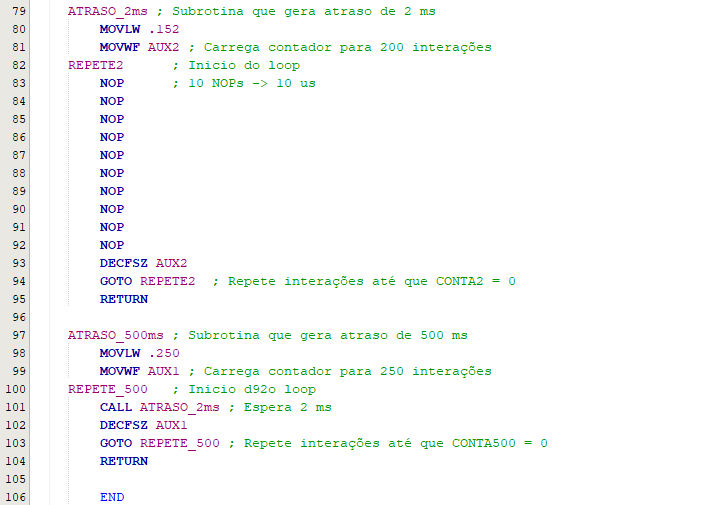 79 ATRASO_2ms ; Subrotina que gera atraso de 2 ms
80 MOVLW .152
81 MOVWF AUX2 ; Carrega contador para 200 interações
82 REPETE2 ; Inicio do loop
83 NOP ; 10 NOPs -> 10 us
84 NOP
85 NOP
86 NOP
87 NOP
88 NOP
89 NOP
90 NOP
91 NOP
92 NOP
93 DECFSZ AUX2
94 GOTO REPETE2 ; Repete interações até que CONTA2 = 0
95 RETURN
96
97 ATRASO_500ms ; Subrotina que gera atraso de 500 ms
98 MOVLW .250
99 MOVWF AUX1 ; Carrega contador para 250 interações
100 REPETE_500 ; Inicio d92o loop
101 CALL ATRASO_2ms ; Espera 2 ms
102 DECFSZ AUX1
103 GOTO REPETE_500 ; Repete interações até que CONTA500 = 0
104 RETURN
105
106 END